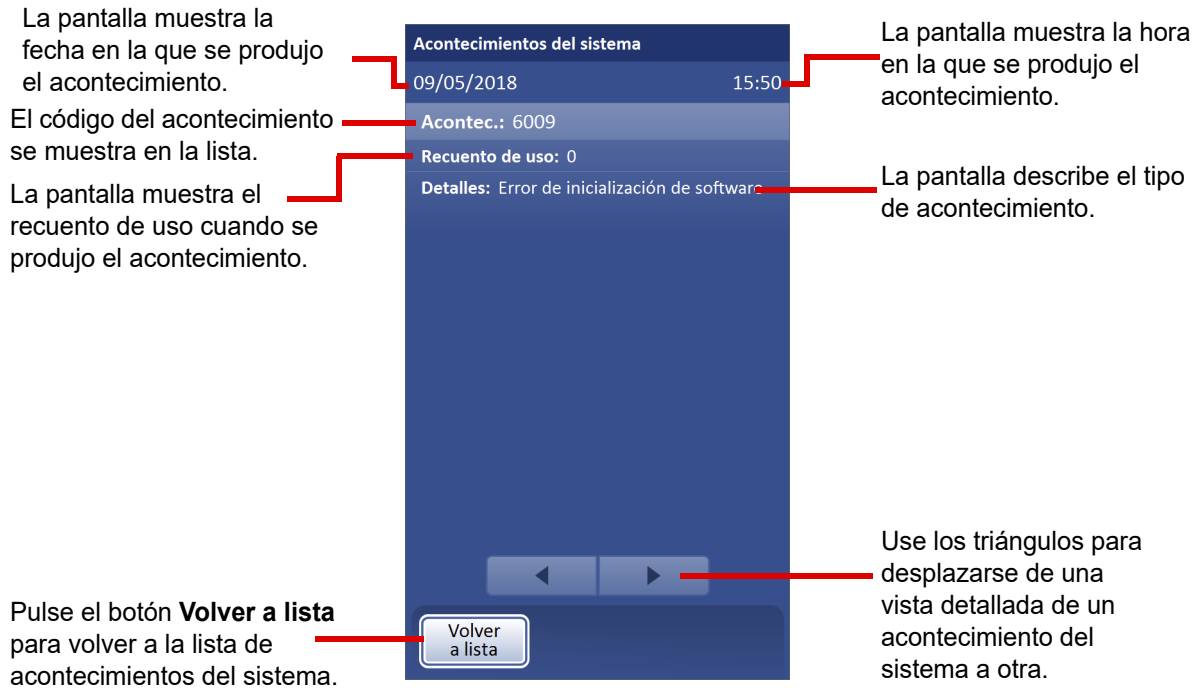 La pantalla muestra la
fecha en la que se produjo
el acontecimiento.
El código del acontecimiento
se muestra en la lista.
La pantalla muestra el
recuento de uso cuando se
produjo el acontecimiento.
Acontecimientos del sistema
09/05/2018 15:50
Acontec.: 6009
Recuento de uso: 0
Detalles: Error de inicialización de software
La pantalla muestra la hora
en la que se produjo el
acontecimiento.
La pantalla describe el tipo
de acontecimiento.
Use los triángulos para
desplazarse de una
vista detallada de un
acontecimiento del
sistema a otra.
Pulse el botón Volver a lista
para volver a la lista de
acontecimientos del sistema.
Volver
a lista